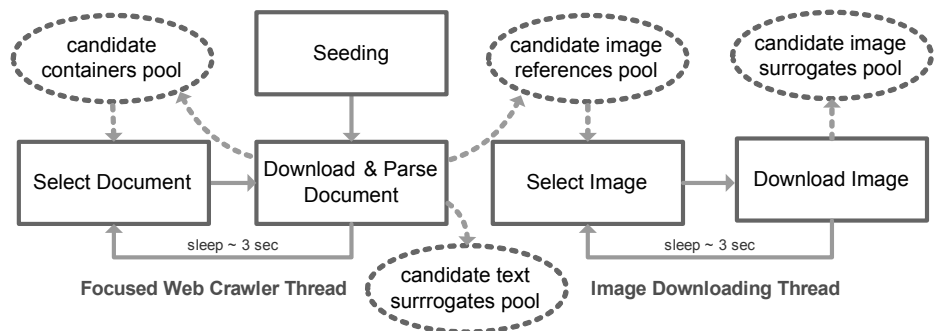 candidate
containers pool
Seeding
candidate image
references pool
candidate image
surrogates pool
Select Document
Download & Parse
Document
Select Image
Download Image
sleep ~ 3 sec
sleep ~ 3 sec
candidate text
surrrogates pool
Focused Web Crawler Thread
Image Downloading Thread